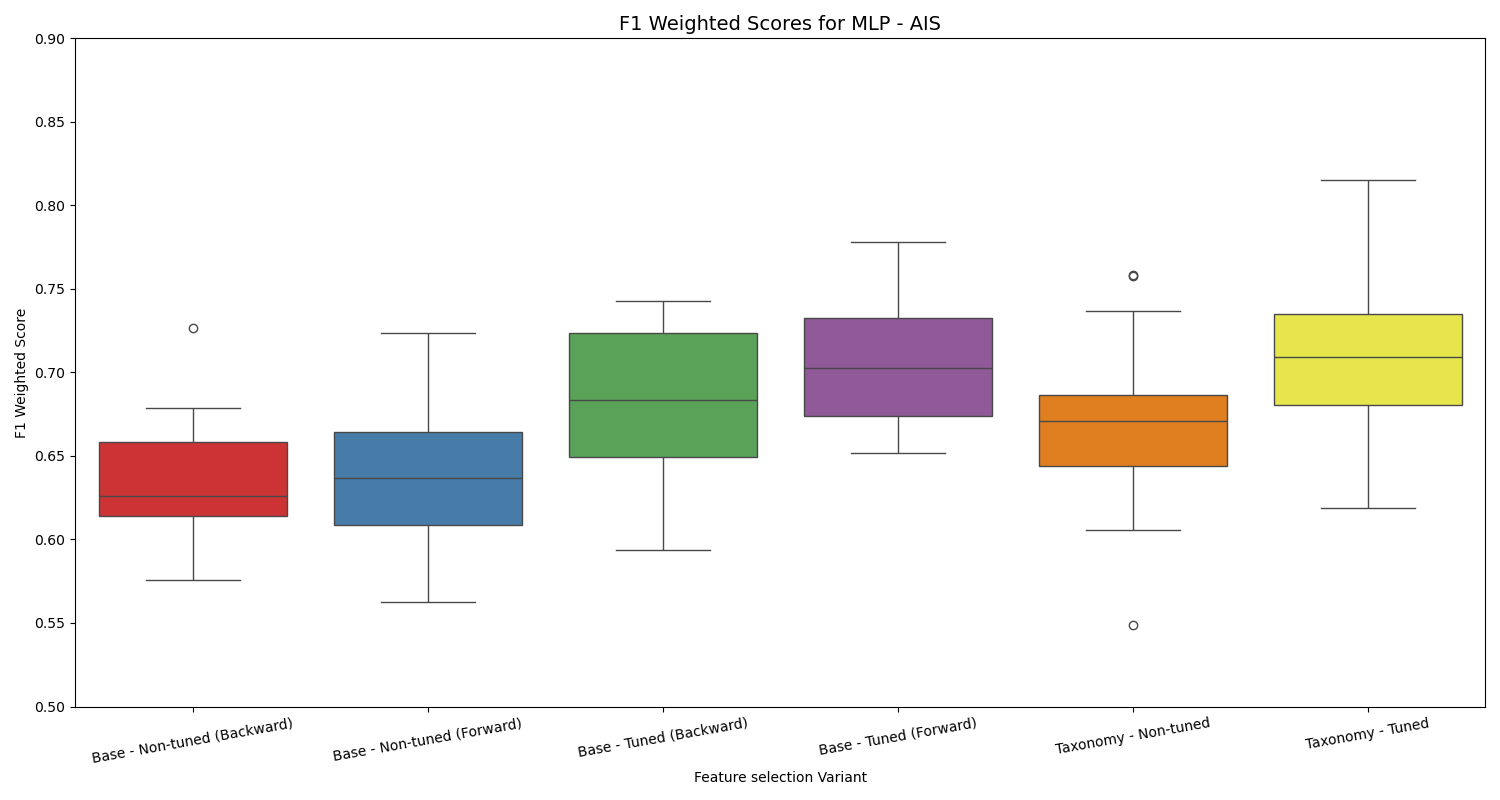 F1 Weighted Scores for MLP - AIS
0.90
0.85
0.80
0.75
0.70
0.65
0.60
0.55
0.50
F1 Weighted Score
Base - Non-tuned (Backward)
Base - Non-tuned (Forward)
Base - Tuned (Backward)
Base - Tuned (Forward)
Taxonomy - Non-tuned
Taxonomy - Tuned
Feature selection Variant